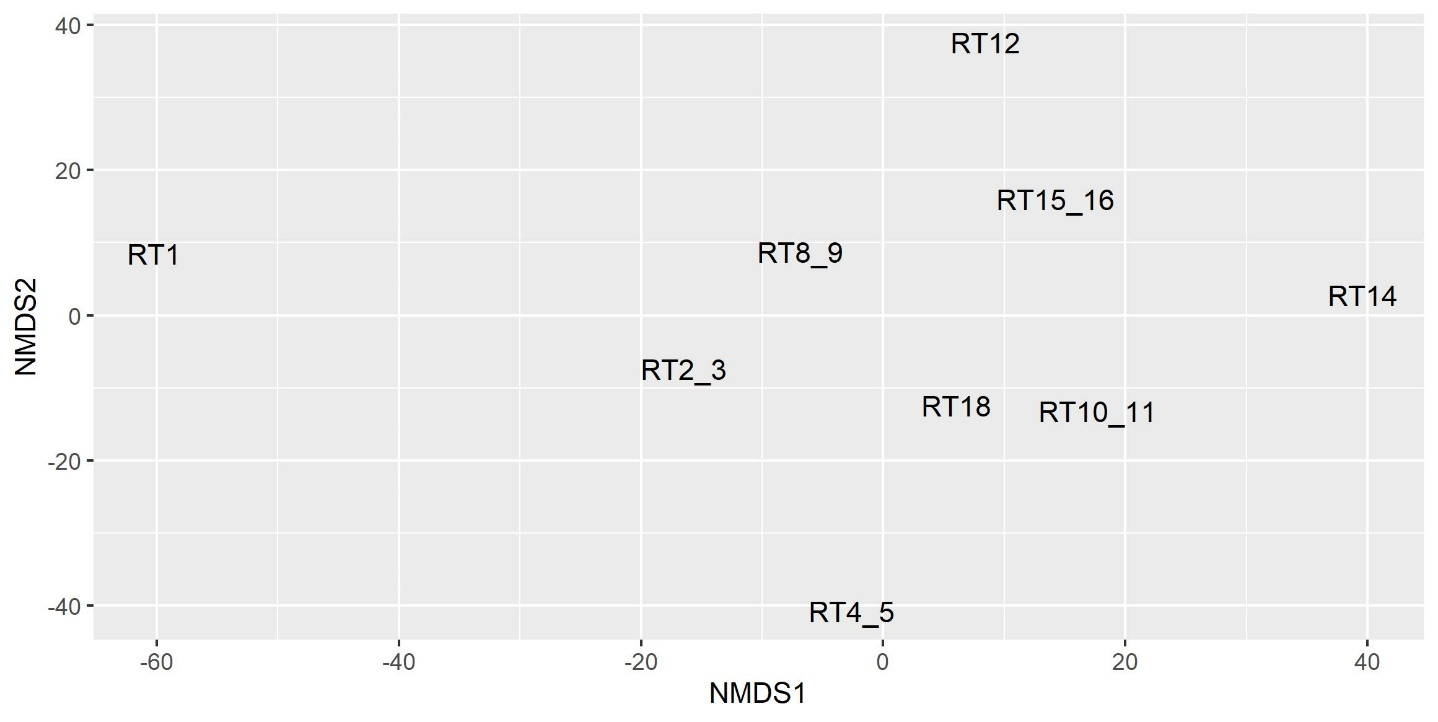 40
RT12
20
RT15_16
RT8_9
RT1
RT14
0
NMDS2
RT2_3
RT18
RT10_11
-20
-40
RT4_5
-60
-40
-20
0
20
40
NMDS1